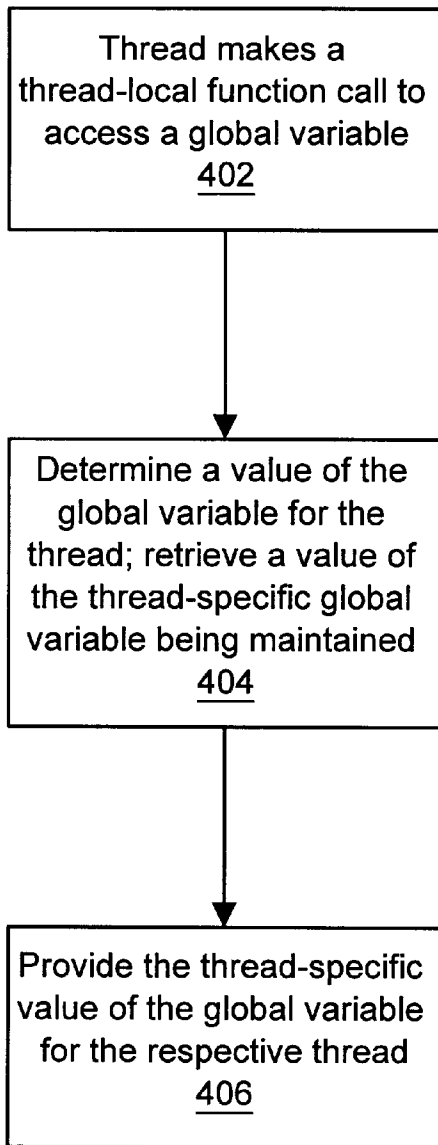 Thread makes a
thread-local function call to
access a global variable
402
Determine a value of the
global variable for the
thread; retrieve a value of
the thread-specific global
variable being maintained
404
Provide the thread-specific
value of the global variable
for the respective thread
406